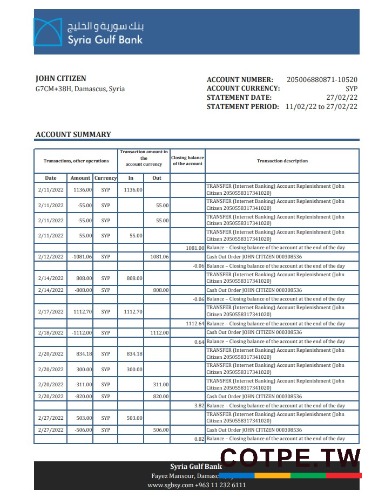 بنك سورية و الخليج
Syria Gulf Bank
JOHN CITIZEN
G7CM+38H, Damascus, Syria
ACCOUNT NUMBER: 205006880871-10520
ACCOUNT CURRENCY: SYP
STATEMENT DATE: 27/02/22
STATEMENT PERIOD: 11/02/22 to 27/02/22
ACCOUNT SUMMARY
Transactions, after operations
Transaction amount in the account currency
Closing balance of the account
Transaction description
Date Amount Currency In Out
2/11/2022 1136.00 SYP 1136.00 TRANSFER (Internet Banking) Account Replenishment (John Citizen 2050558317341020)
2/11/2022 -55.00 SYP 55.00 TRANSFER (Internet Banking) Account Replenishment (John Citizen 2050558317341020)
2/11/2022 -55.00 SYP 55.00 TRANSFER (Internet Banking) Account Replenishment (John Citizen 2050558317341020)
2/11/2022 55.00 SYP 55.00 TRANSFER (Internet Banking) Account Replenishment (John Citizen 2050558317341020)
1081.00 Balance – Closing balance of the account at the end of the day
2/12/2022 -1081.06 SYP 1081.06 Cash Out Order JOHN CITIZEN 000308536
-0.06 Balance – Closing balance of the account at the end of the day
2/14/2022 808.00 SYP 808.00 TRANSFER (Internet Banking) Account Replenishment (John Citizen 2050558317341020)
2/14/2022 -808.00 SYP 808.00 Cash Out Order JOHN CITIZEN 000308536
-0.06 Balance – Closing balance of the account at the end of the day
2/17/2022 1112.70 SYP 1112.70 TRANSFER (Internet Banking) Account Replenishment (John Citizen 2050558317341020)
1112.64 Balance – Closing balance of the account at the end of the day
2/18/2022 -1112.00 SYP 1112.00 Cash Out Order JOHN CITIZEN 000308536
0.64 Balance – Closing balance of the account at the end of the day
2/20/2022 834.18 SYP 834.18 TRANSFER (Internet Banking) Account Replenishment (John Citizen 2050558317341020)
2/20/2022 300.00 SYP 300.00 TRANSFER (Internet Banking) Account Replenishment (John Citizen 2050558317341020)
2/20/2022 -311.00 SYP 311.00 TRANSFER (Internet Banking) Account Replenishment (John Citizen 2050558317341020)
2/20/2022 -820.00 SYP 820.00 Cash Out Order JOHN CITIZEN 000308536
3.82 Balance – Closing balance of the account at the end of the day
2/27/2022 503.00 SYP 503.00 TRANSFER (Internet Banking) Account Replenishment (John Citizen 2050558317341020)
2/27/2022 -506.00 SYP 506.00 Cash Out Order JOHN CITIZEN 000308536
0.82 Balance – Closing balance of the account at the end of the day
COTPE.TW
Syria Gulf Bank
Fayez Mansour, Damascus
www.sgbsy.com +963 11 232 6111